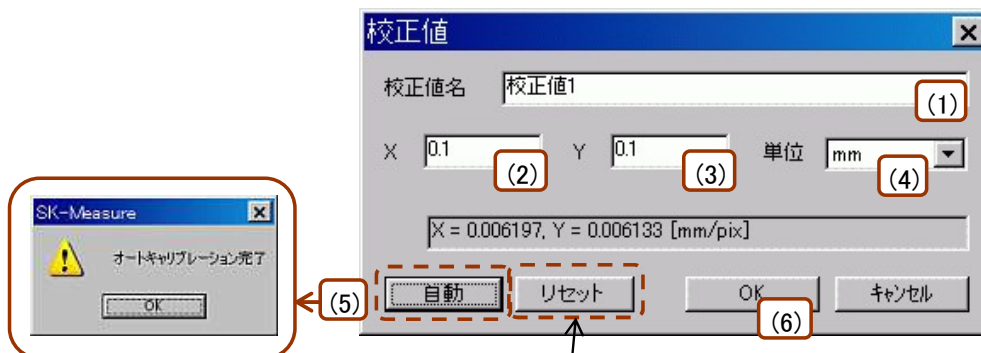 校正値
校正値名 校正値1 (1)
X 0.1 (2) Y 0.1 (3) 単位 mm (4)
X = 0.006197, Y = 0.006133 [mm/pix]
自動 リセット OK (6) キャンセル
(5)
SK-Measure
オートキャリブレーション完了
OK